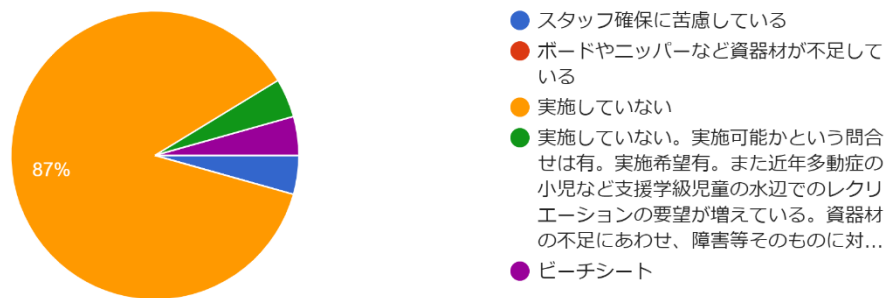 87%
スタッフ確保に苦慮している
ボードやニッパーなど資器材が不足して
いる
実施していない
実施していない。実施可能かという問合
せは有。実施希望有。また近年多動症の
小児など支援学級児童の水辺でのレクリ
エーションの要望が増えている。資器材
の不足にあわせ、障害等そのものに対...
ビーチシート